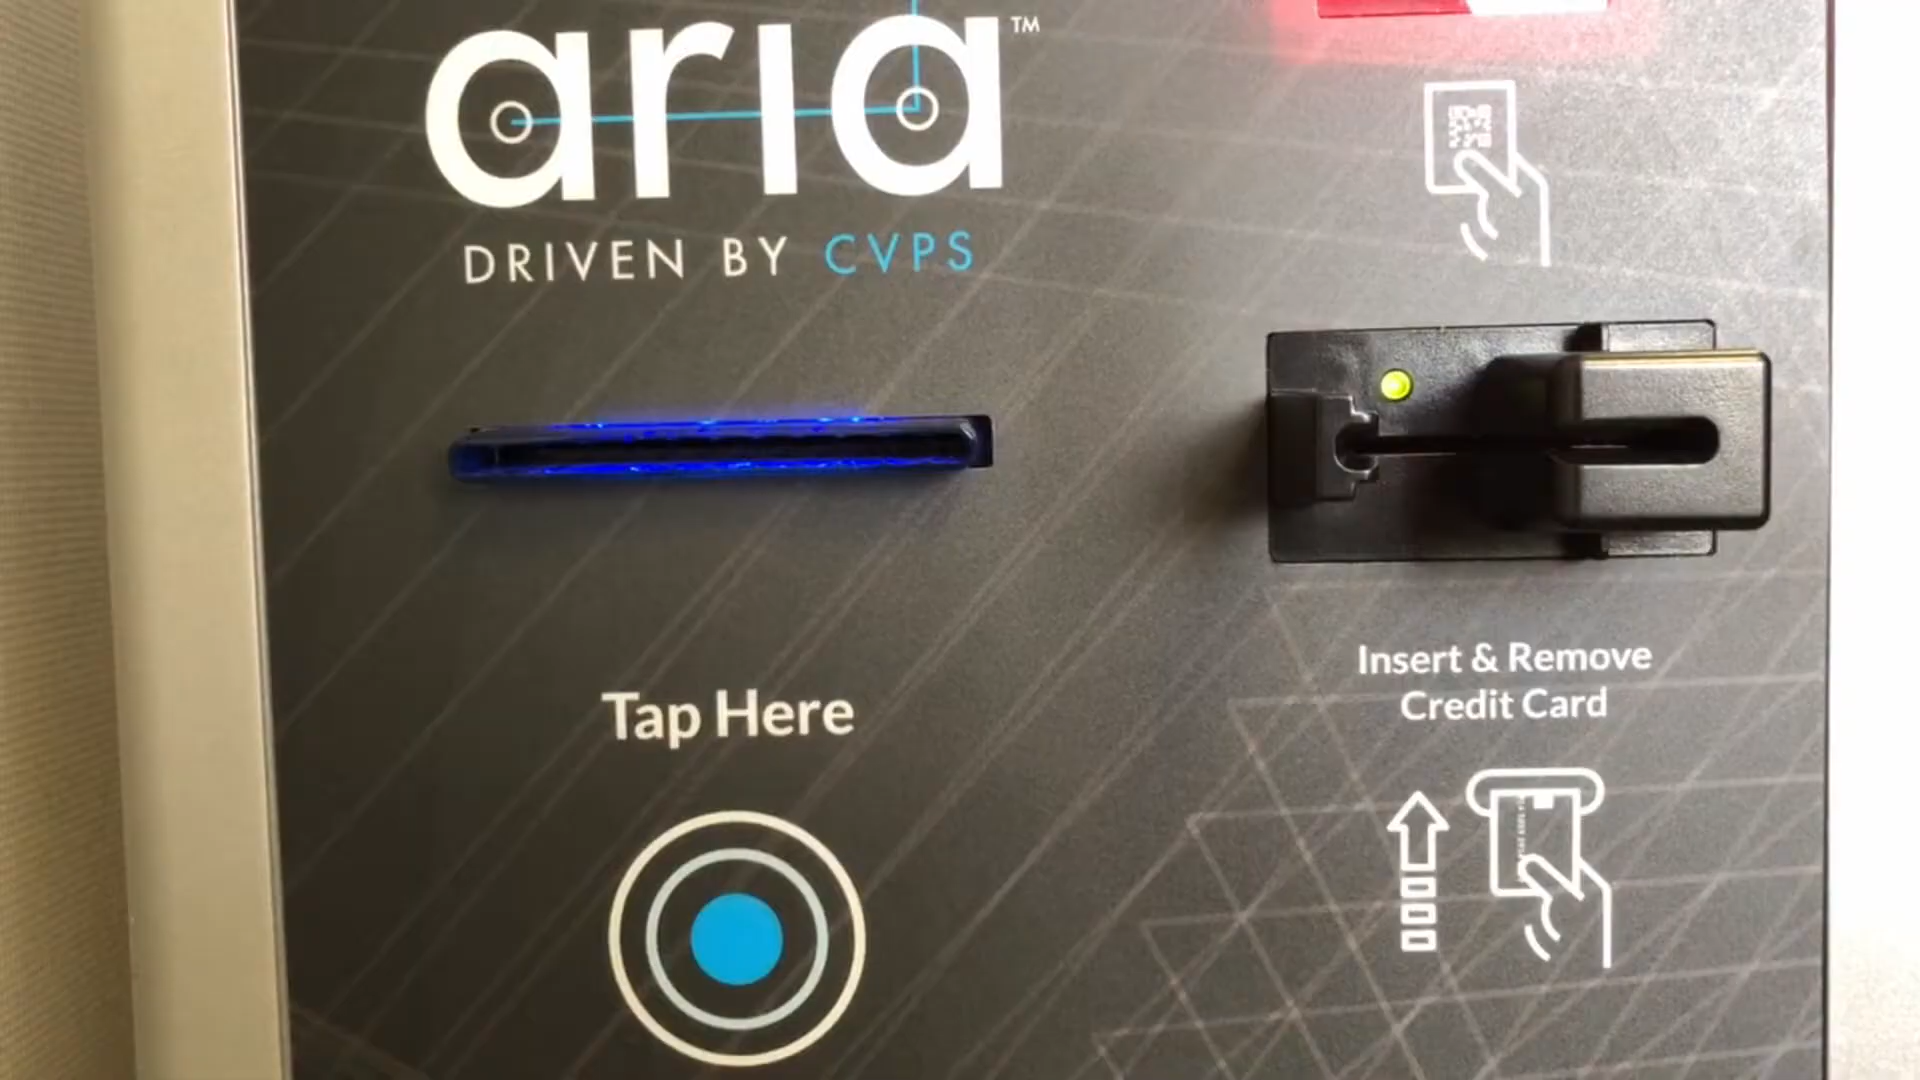 aria™
DRIVEN BY CVPS
Tap Here
Insert & Remove
Credit Card